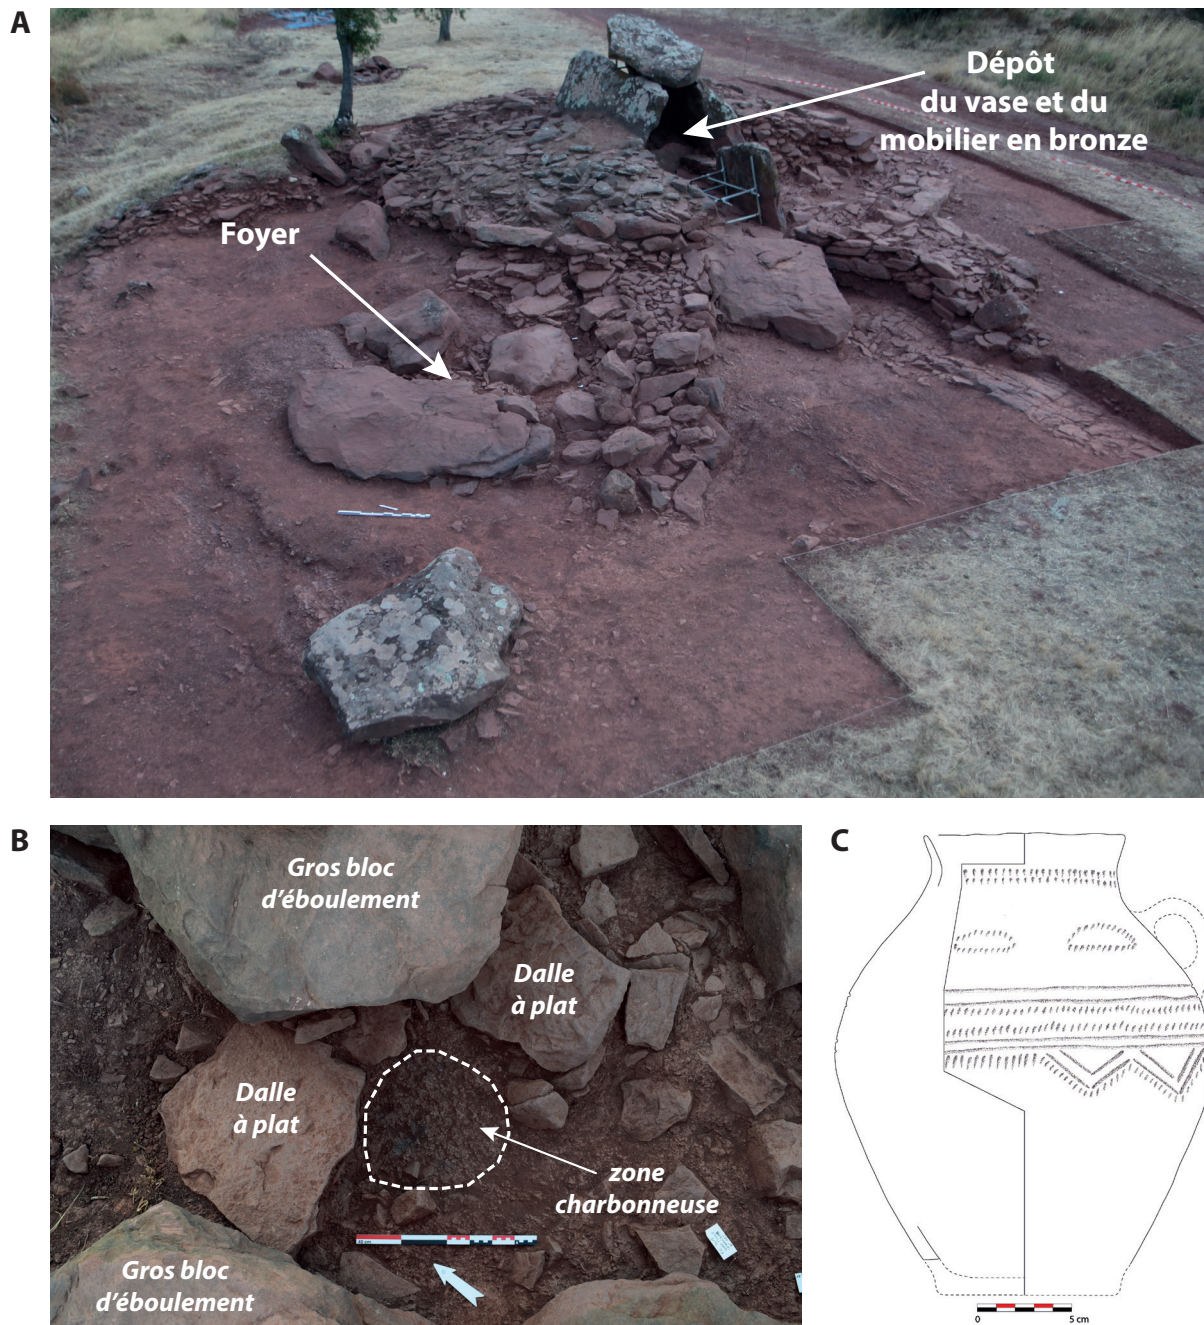 A
Dépôt
du vase et du
mobilier en bronze
Foyer
B
Gros bloc
d'éboulement
Dalle
à plat
Dalle
à plat
zone
charbonneuse
Gros bloc
d'éboulement
C
0 5 cm